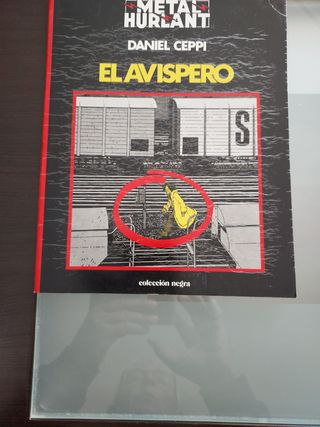 METAL
HURLANT
DANIEL CEPPI
EL AVISPERO
S
colección negra